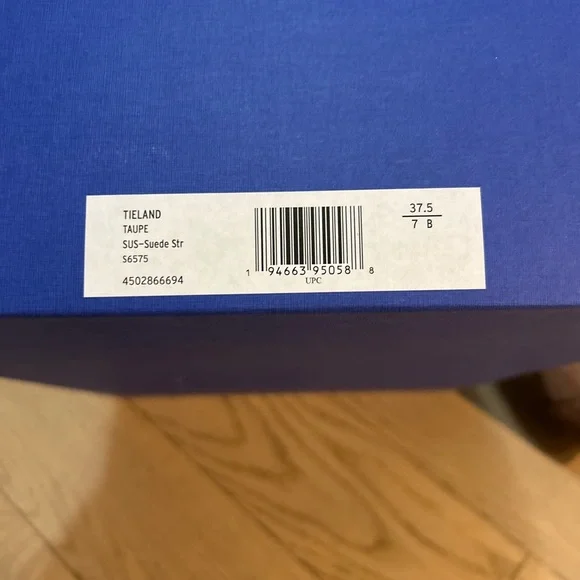 TIELAND
TAUPE
SUS-Suede Str
S6575
4502866694
1 94663 95058 8
UPC
37.5
7 B